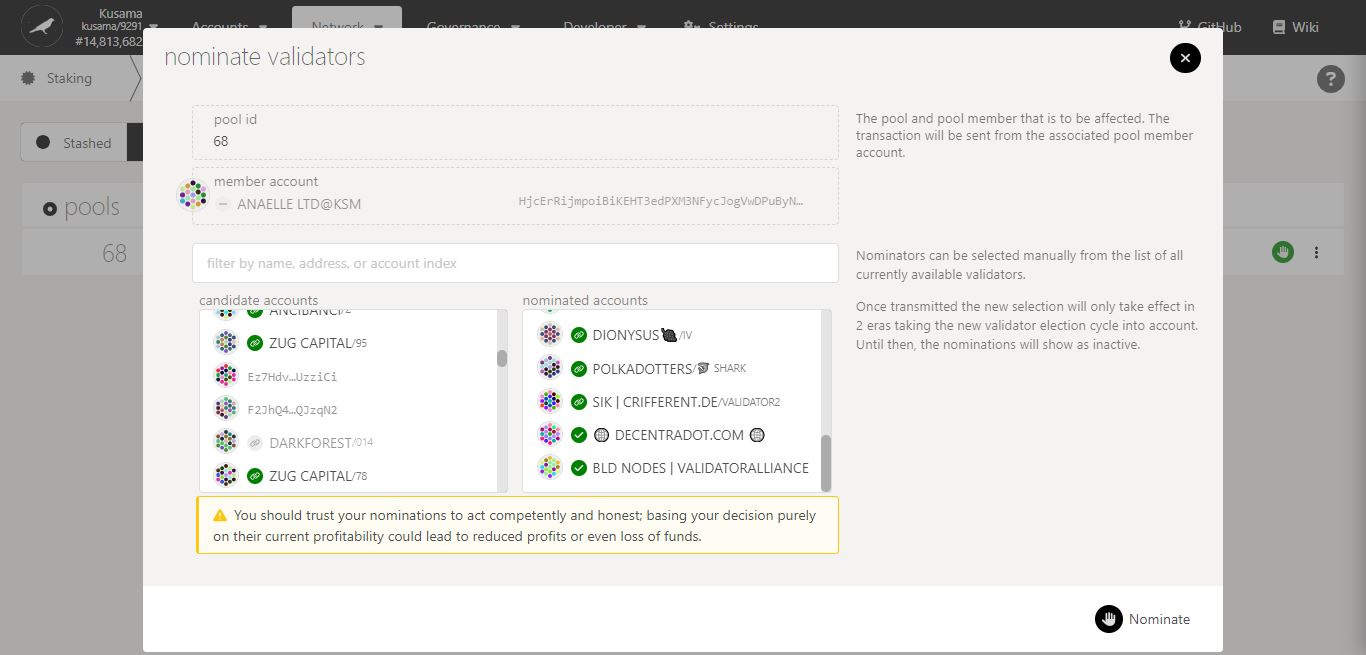 Kusama
kusama/9291
#14,813,682
Accounts
Network
Governance
Developer
Settings
GitHub
Wiki
Staking
?
Stashed
pools
68
nominate validators
pool id
68
The pool and pool member that is to be affected. The
transaction will be sent from the associated pool member
account.
member account
ANAELLE LTD@KSM
HjcErRijmpoiBiKEHT3edPXM3NFycJogVwDPuByN…
filter by name, address, or account index
Nominators can be selected manually from the list of all
currently available validators.
Once transmitted the new selection will only take effect in
2 eras taking the new validator election cycle into account.
Until then, the nominations will show as inactive.
candidate accounts
ANCIBANCI/2
ZUG CAPITAL/95
Ez7Hdv…UzziCi
F2JhQ4…QJzqN2
DARKFOREST/014
ZUG CAPITAL/78
nominated accounts
DIONYSUS🍇/IV
POLKADOTTERS/🦈 SHARK
SIK | CRIFFERENT.DE/VALIDATOR2
🌐 DECENTRADOT.COM 🌐
BLD NODES | VALIDATORALLIANCE
You should trust your nominations to act competently and honest; basing your decision purely
on their current profitability could lead to reduced profits or even loss of funds.
Nominate